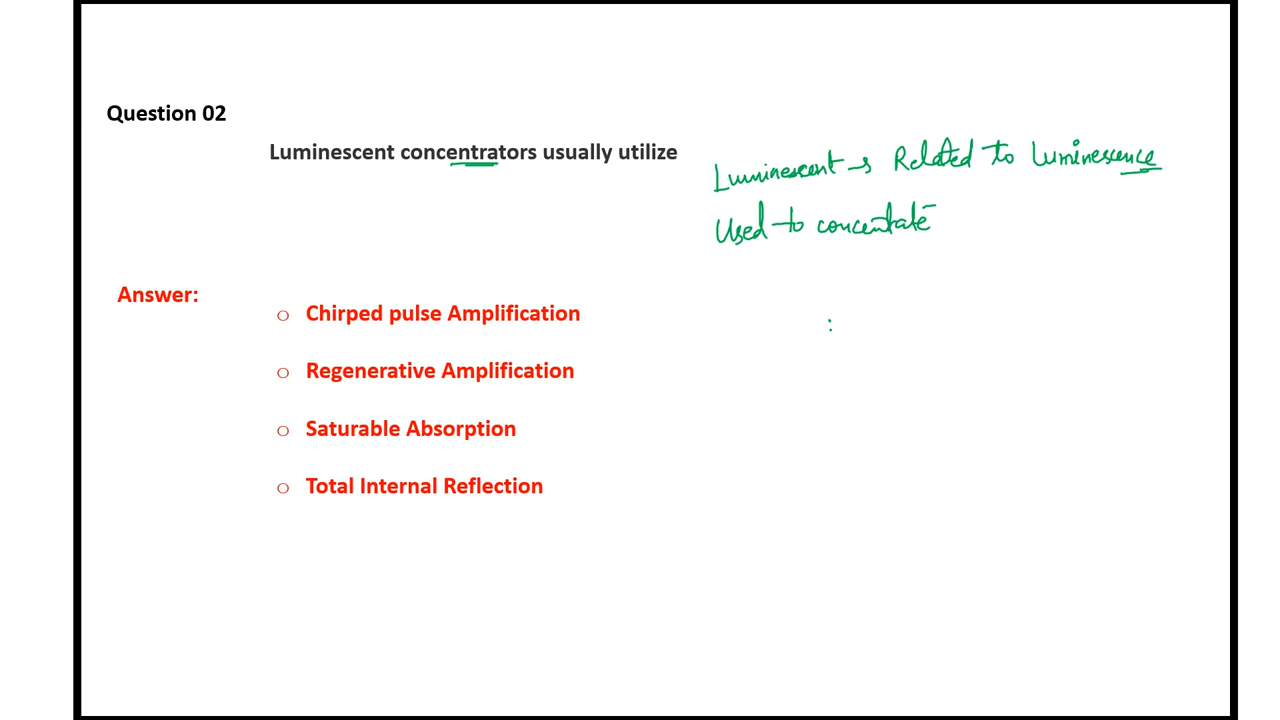 Question 02
Luminescent concentrators usually utilize
Luminescent → Related to Luminescence
Used to concentrate
Answer:
Chirped pulse Amplification
:
Regenerative Amplification
Saturable Absorption
Total Internal Reflection